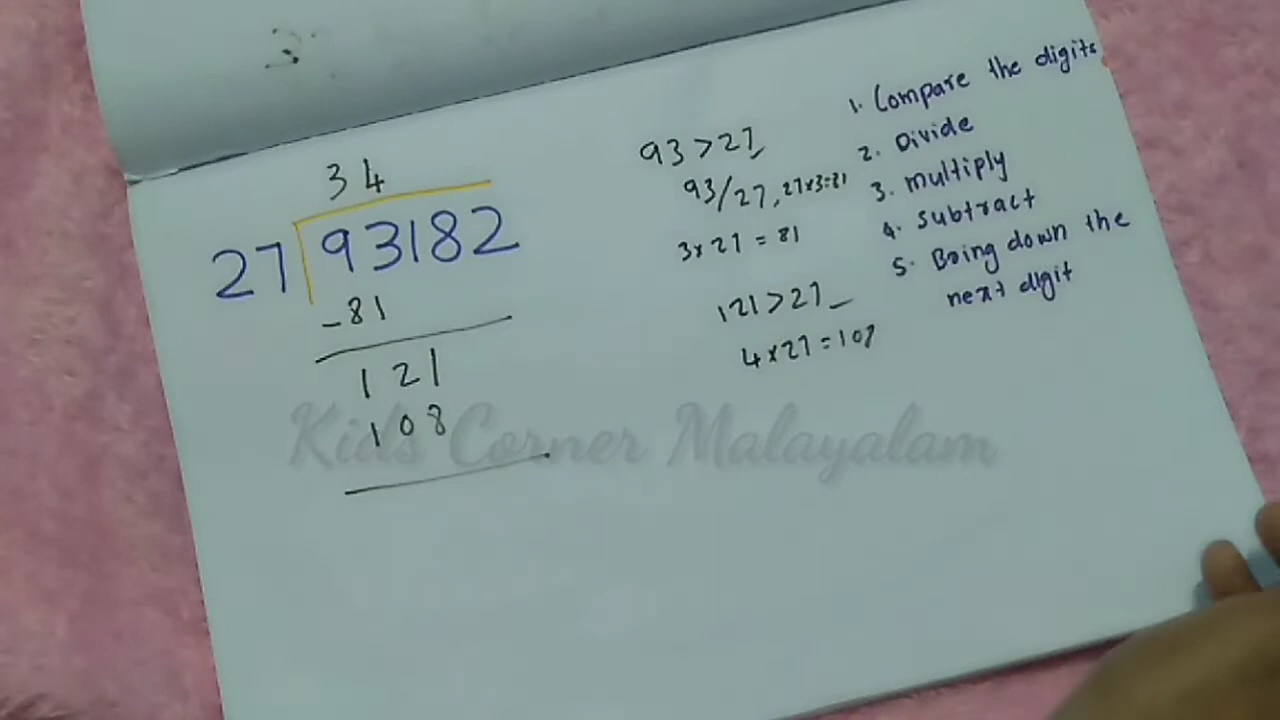 34
27 93182
-81
121
108
93>27
93/27, 27x3=81
3x27 = 81
121>27
4x27=108
1. Compare the digits
2. Divide
3. multiply
4. subtract
5. Bring down the
next digit
Kids Corner Malayalam